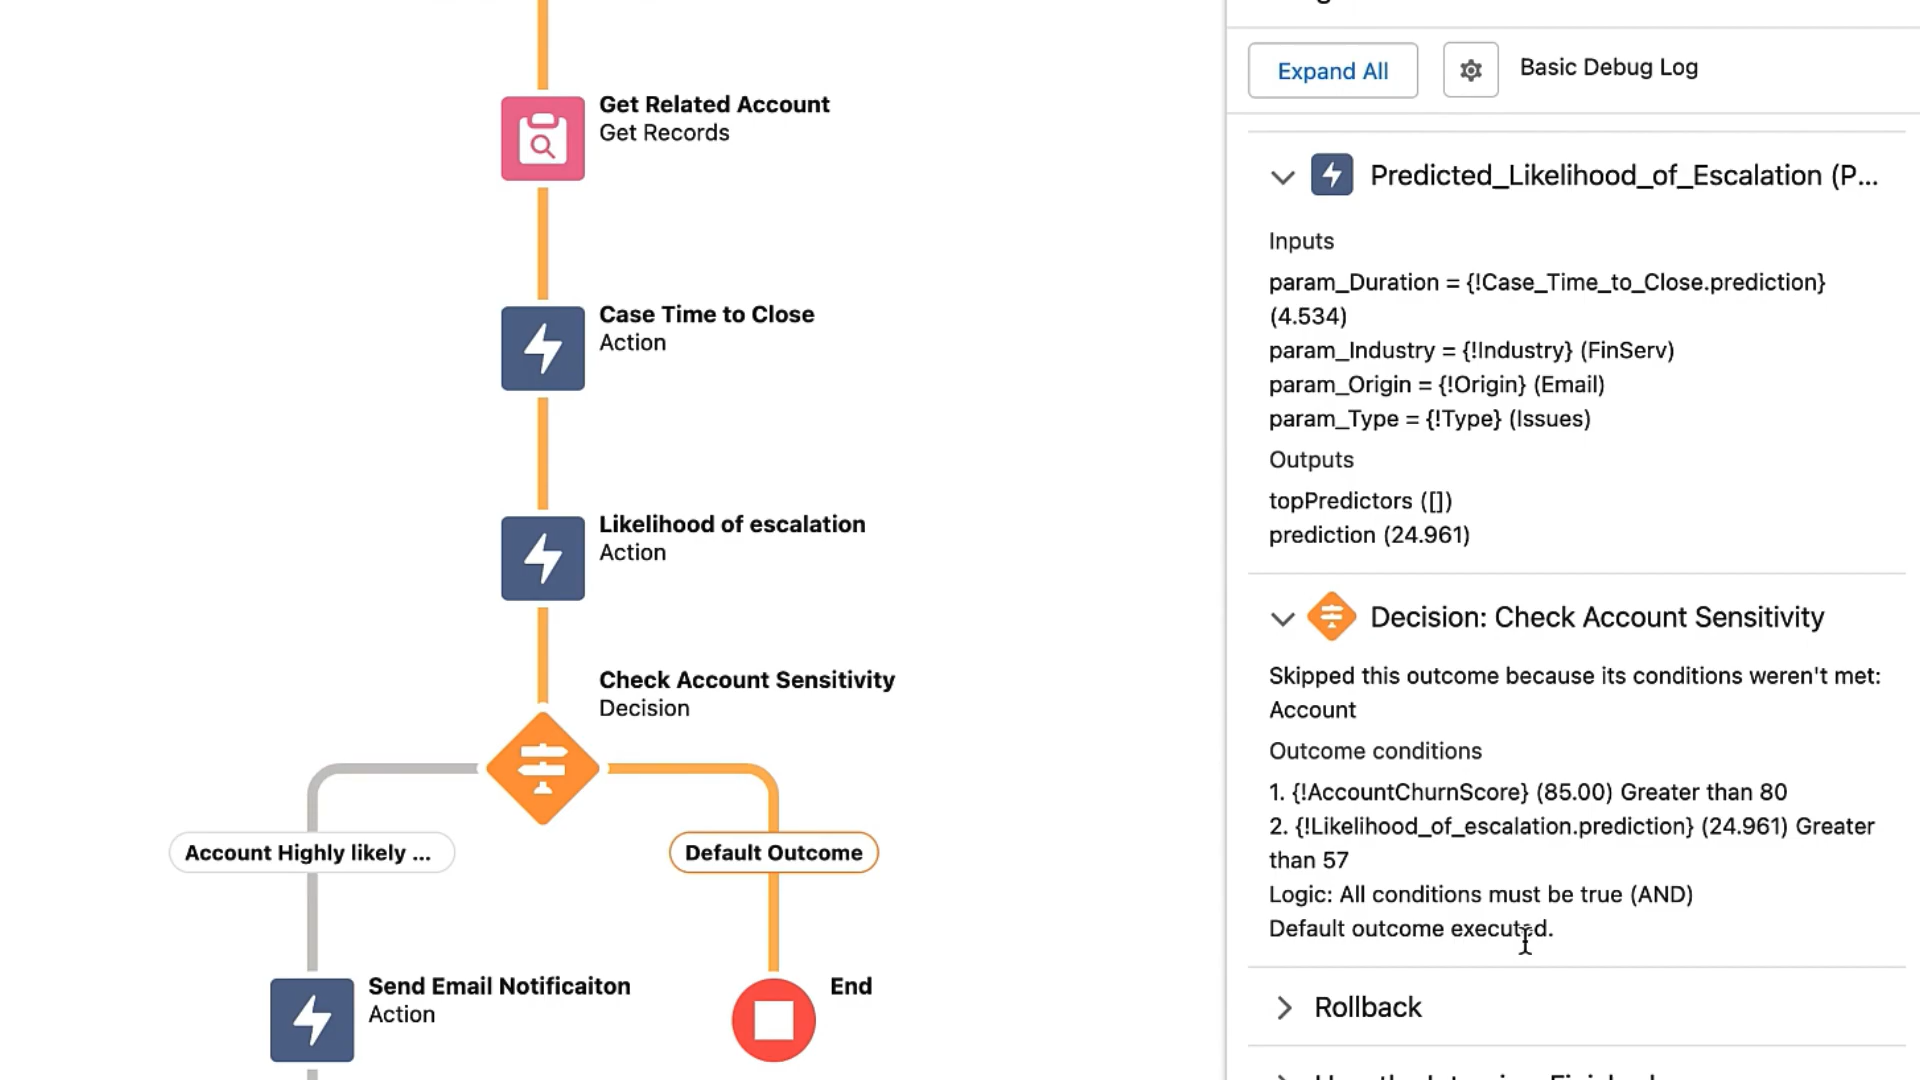 Get Related Account
Get Records
Case Time to Close
Action
Likelihood of escalation
Action
Check Account Sensitivity
Decision
Account Highly likely ...
Default Outcome
Send Email Notificaiton
Action
End
Expand All
Basic Debug Log
Predicted_Likelihood_of_Escalation (P...
Inputs
param_Duration = {!Case_Time_to_Close.prediction}
(4.534)
param_Industry = {!Industry} (FinServ)
param_Origin = {!Origin} (Email)
param_Type = {!Type} (Issues)
Outputs
topPredictors ([])
prediction (24.961)
Decision: Check Account Sensitivity
Skipped this outcome because its conditions weren't met:
Account
Outcome conditions
1. {!AccountChurnScore} (85.00) Greater than 80
2. {!Likelihood_of_escalation.prediction} (24.961) Greater
than 57
Logic: All conditions must be true (AND)
Default outcome executed.
Rollback